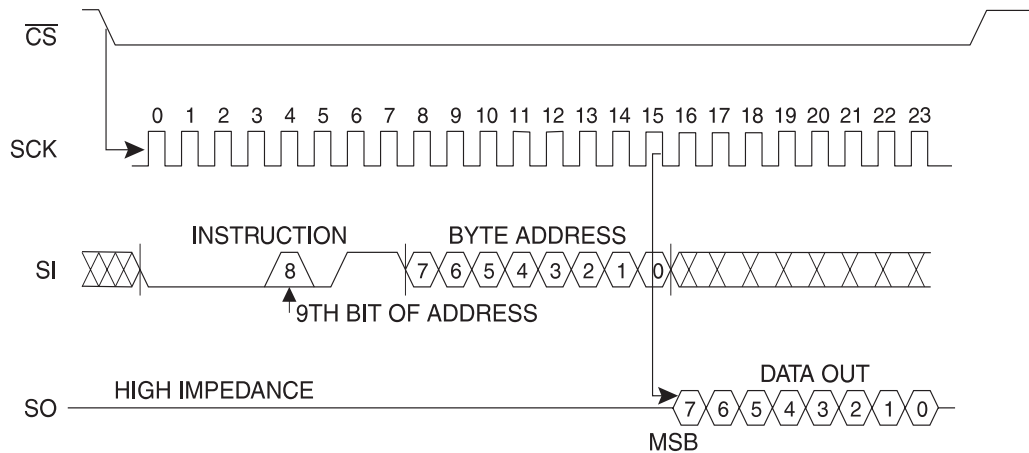 CS
0 1 2 3 4 5 6 7 8 9 10 11 12 13 14 15 16 17 18 19 20 21 22 23
SCK
INSTRUCTION BYTE ADDRESS
SI 8 7 6 5 4 3 2 1 0
9TH BIT OF ADDRESS
HIGH IMPEDANCE DATA OUT
SO 7 6 5 4 3 2 1 0
MSB